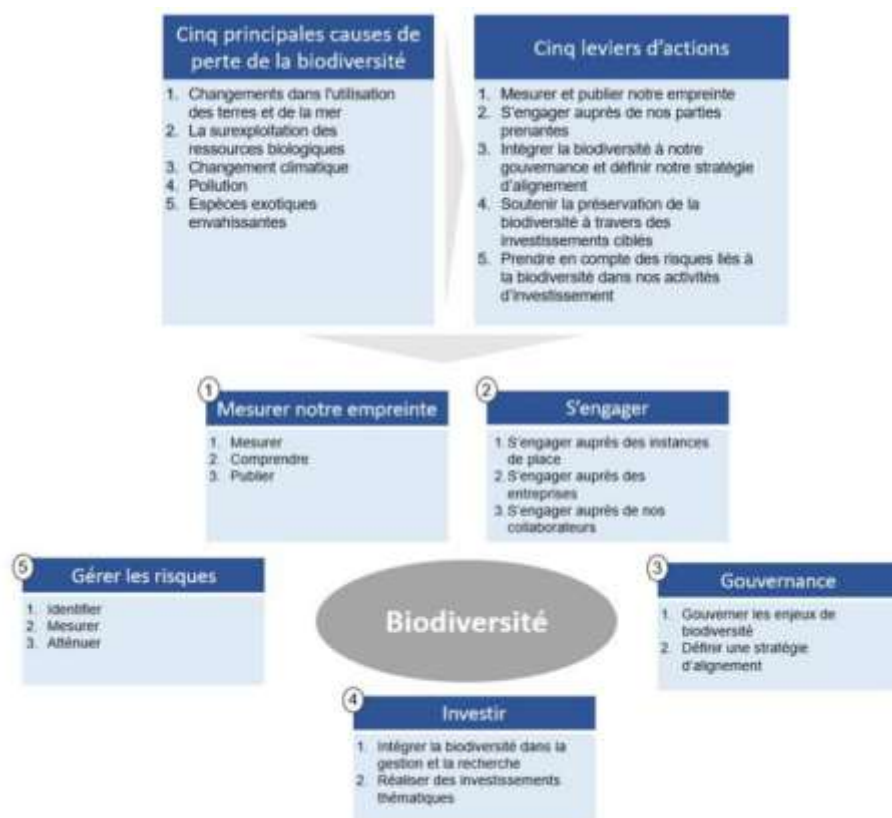 Cinq principales causes de
perte de la biodiversité
1. Changements dans l'utilisation
des terres et de la mer
2. La surexploitation des
ressources biologiques
3. Changement climatique
4. Pollution
5. Espèces exotiques
envahissantes
Cinq leviers d'actions
1. Mesurer et publier notre empreinte
2. S'engager auprès de nos parties
prenantes
3. Intégrer la biodiversité à notre
gouvernance et définir notre stratégie
d'alignement
4. Soutenir la préservation de la
biodiversité à travers des
investissements ciblés
5. Prendre en compte des risques liés à
la biodiversité dans nos activités
d'investissement
1
Mesurer notre empreinte
1. Mesurer
2. Comprendre
3. Publier
2
S'engager
1. S'engager auprès des instances
de place
2. S'engager auprès des
entreprises
3. S'engager auprès de nos
collaborateurs
5
Gérer les risques
1. Identifier
2. Mesurer
3. Atténuer
Biodiversité
3
Gouvernance
1. Gouverner les enjeux de
biodiversité
2. Définir une stratégie
d'alignement
4
Investir
1. Intégrer la biodiversité dans la
gestion et la recherche
2. Réaliser des investissements
thématiques